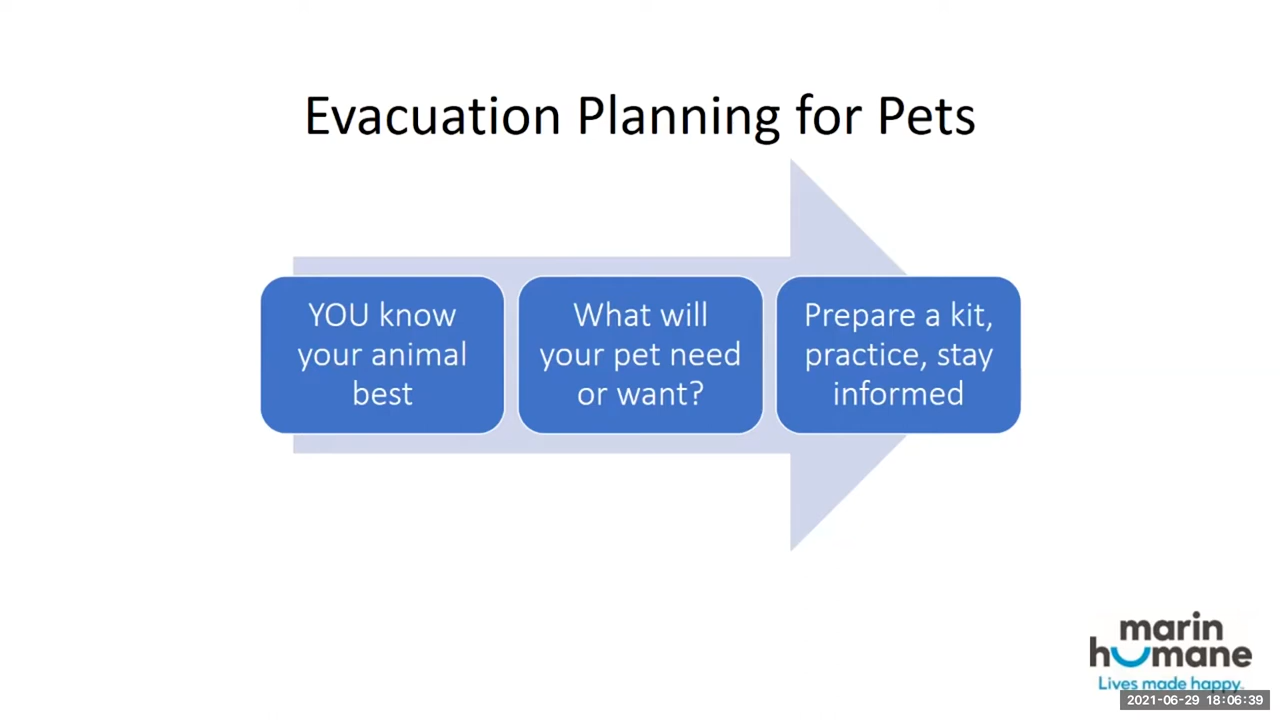 Evacuation Planning for Pets
YOU know
your animal
best
What will
your pet need
or want?
Prepare a kit,
practice, stay
informed
marin
humane
Lives made happy.
2021-06-29 18:06:39